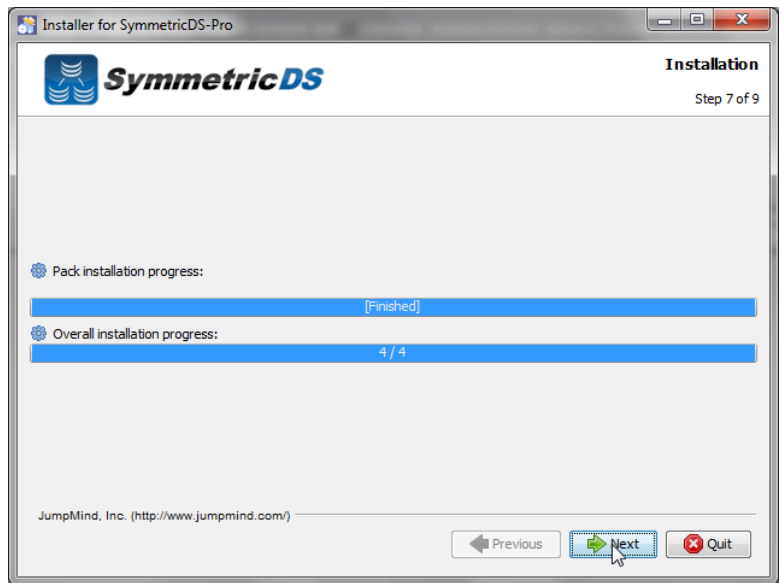 Installer for SymmetricDS-Pro
SymmetricDS
Installation
Step 7 of 9
Pack installation progress:
[Finished]
Overall installation progress:
4 / 4
JumpMind, Inc. (http://www.jumpmind.com/)
Previous
Next
Quit